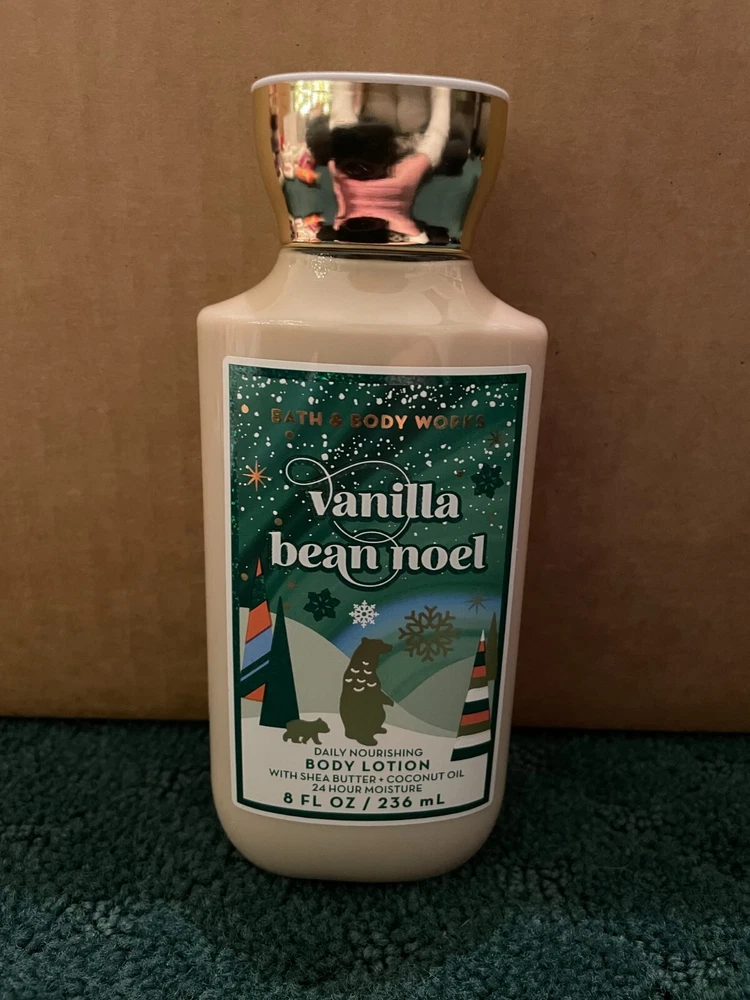 BATH & BODY WORKS
vanilla
bean noel
DAILY NOURISHING
BODY LOTION
WITH SHEA BUTTER + COCONUT OIL
24 HOUR MOISTURE
8 FL OZ / 236 mL